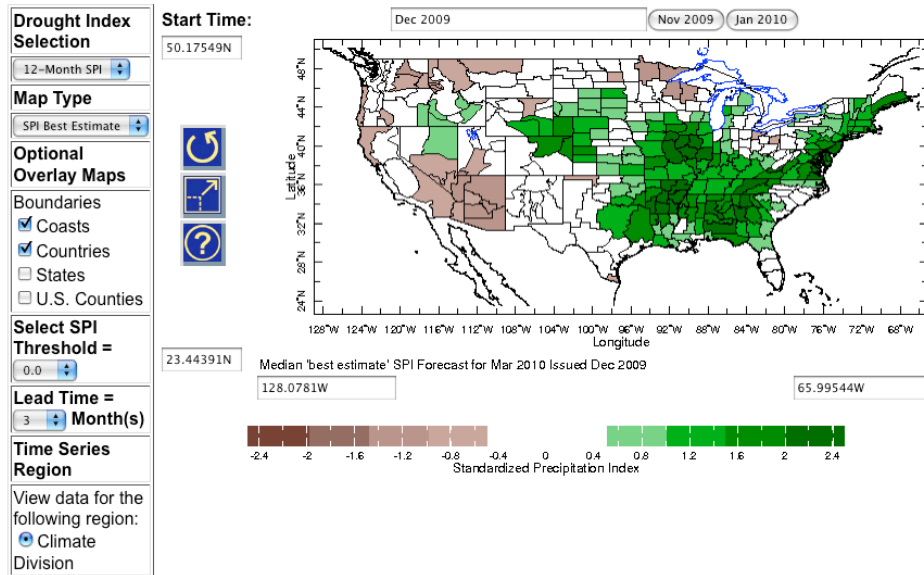 Drought Index
Selection
12-Month SPI
Map Type
SPI Best Estimate
Optional
Overlay Maps
Boundaries
Coasts
Countries
States
U.S. Counties
Select SPI
Threshold =
0.0
Lead Time =
3 Month(s)
Time Series
Region
View data for the
following region:
Climate
Division
Start Time:
Dec 2009
Nov 2009
Jan 2010
50.17549N
?
48°N
44°N
40°N
36°N
32°N
28°N
24°N
Latitude
128°W 124°W 120°W 116°W 112°W 108°W 104°W 100°W 96°W 92°W 88°W 84°W 80°W 76°W 72°W 68°W
Longitude
23.44391N
Median 'best estimate' SPI Forecast for Mar 2010 Issued Dec 2009
128.0781W
65.99544W
-2.4 -2 -1.6 -1.2 -0.8 -0.4 0 0.4 0.8 1.2 1.6 2 2.4
Standardized Precipitation Index